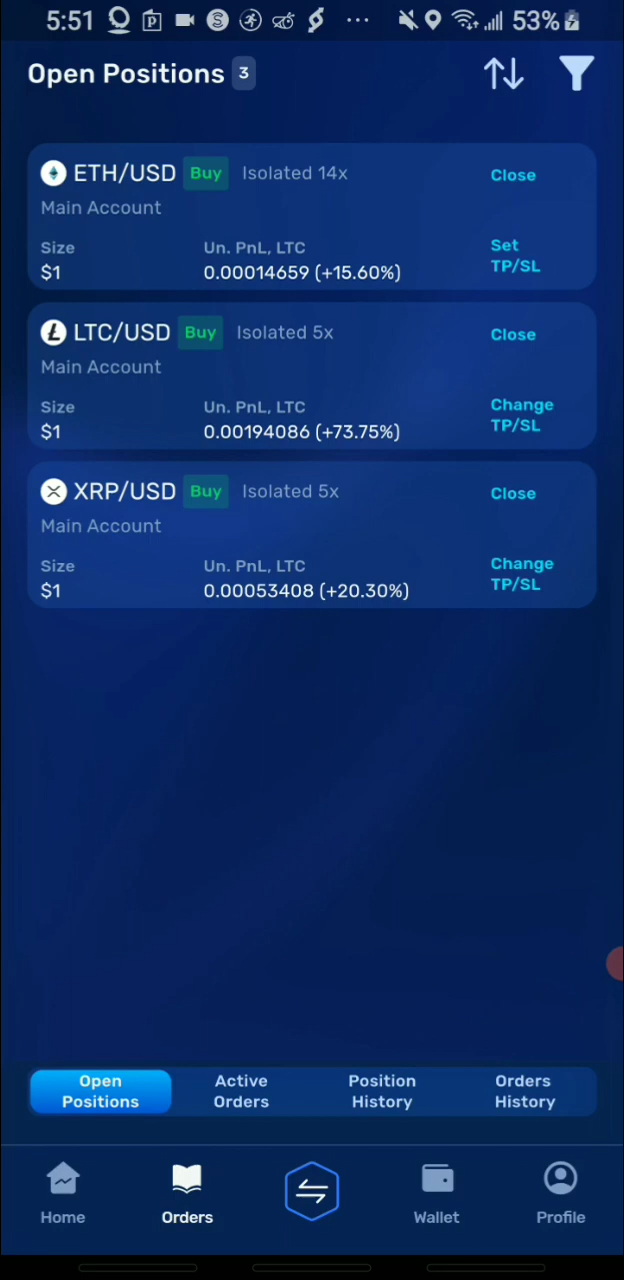 5:51 53%
Open Positions 3
ETH/USD Buy Isolated 14x Close
Main Account
Size Un. PnL, LTC Set
$1 0.00014659 (+15.60%) TP/SL
LTC/USD Buy Isolated 5x Close
Main Account
Size Un. PnL, LTC Change
$1 0.00194086 (+73.75%) TP/SL
XRP/USD Buy Isolated 5x Close
Main Account
Size Un. PnL, LTC Change
$1 0.00053408 (+20.30%) TP/SL
Open Active Position Orders
Positions Orders History History
Home Orders Wallet Profile